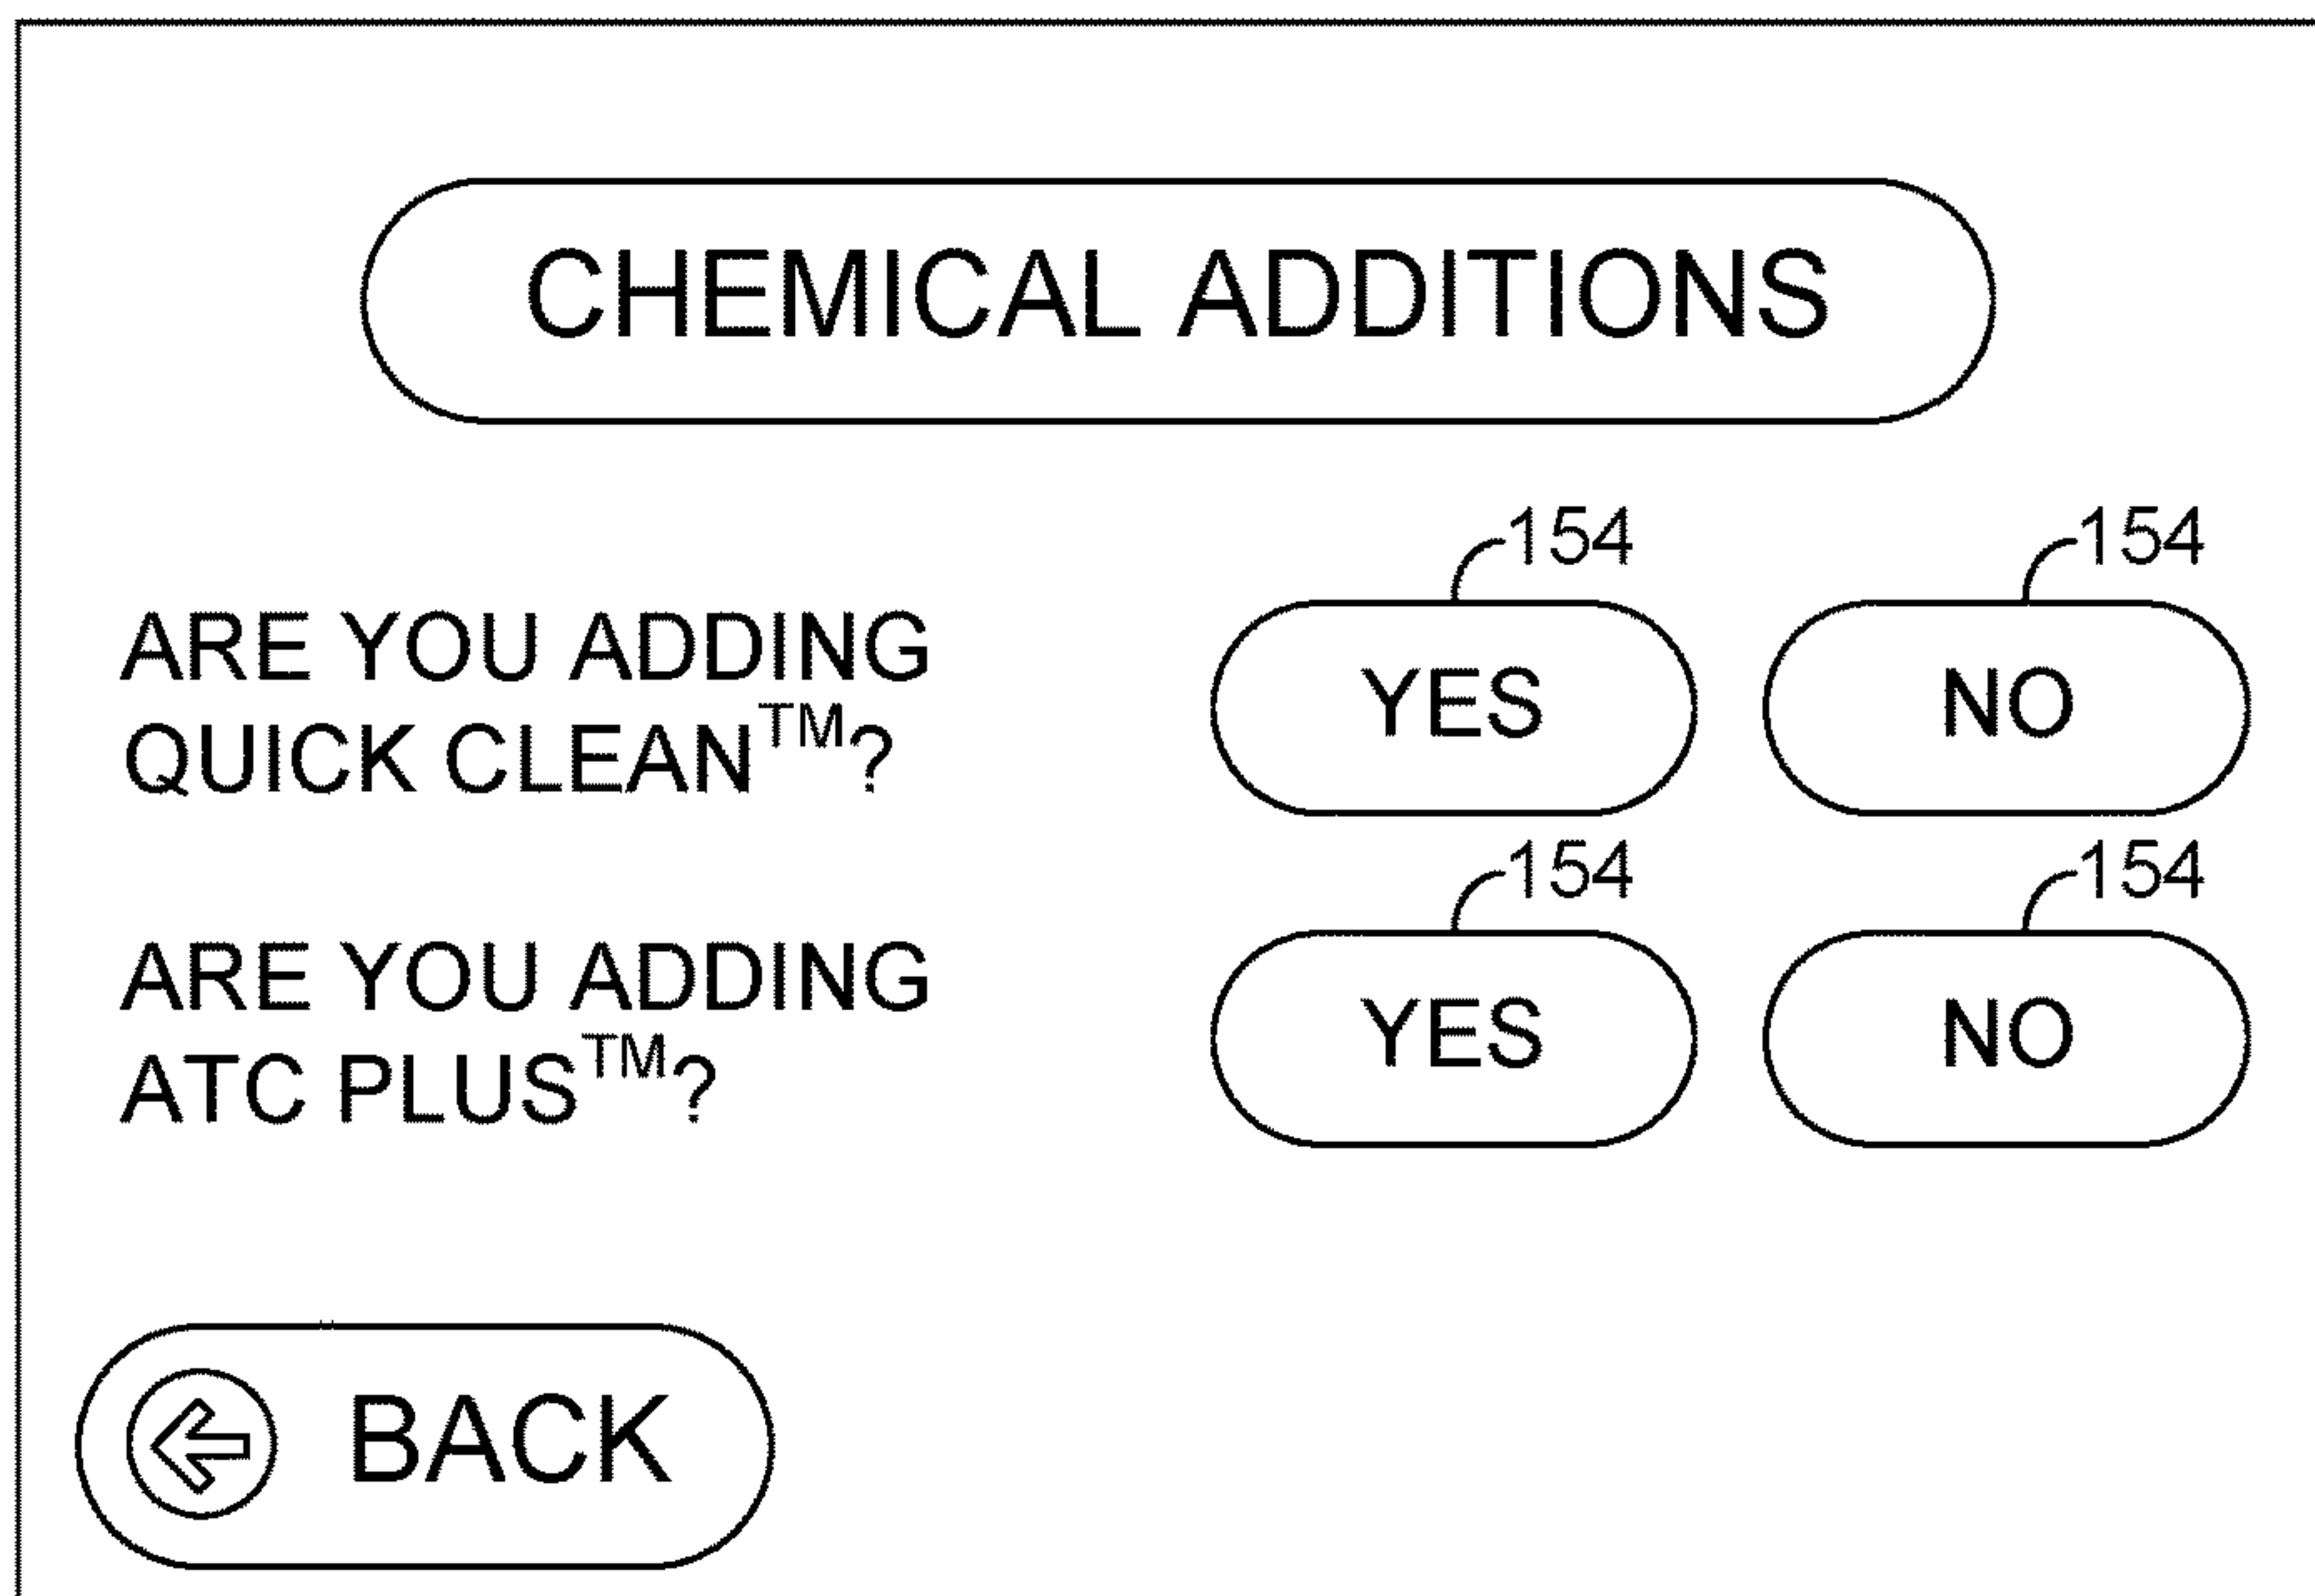 CHEMICAL ADDITIONS
154 154
ARE YOU ADDING YES NO
QUICK CLEAN™?
154 154
ARE YOU ADDING YES NO
ATC PLUS™?
BACK